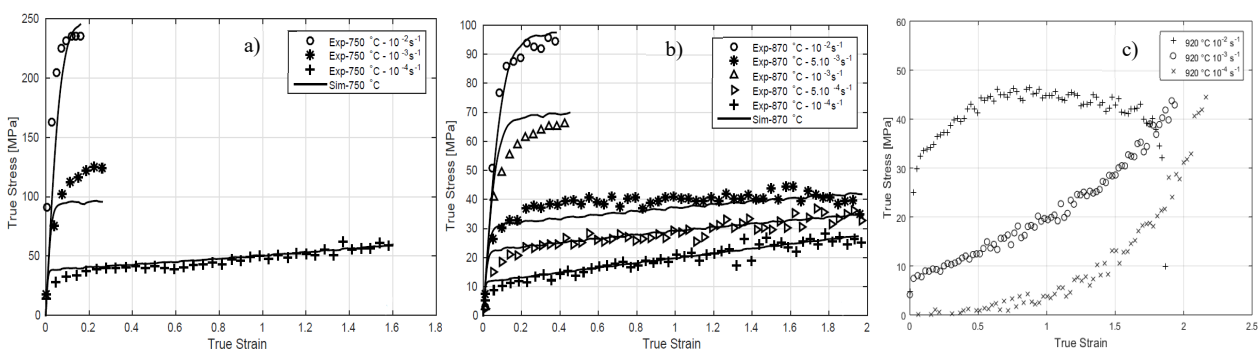 a)
Exp-750 °C - 10⁻²s⁻¹
Exp-750 °C - 10⁻³s⁻¹
Exp-750 °C - 10⁻⁴s⁻¹
Sim-750 °C
True Stress [MPa]
250
200
150
100
50
0
0 0.2 0.4 0.6 0.8 1 1.2 1.4 1.6 1.8
True Strain
b)
Exp-870 °C - 10⁻²s⁻¹
Exp-870 °C - 5.10⁻³s⁻¹
Exp-870 °C - 10⁻³s⁻¹
Exp-870 °C - 5.10⁻⁴s⁻¹
Exp-870 °C - 10⁻⁴s⁻¹
Sim-870 °C
True Stress [MPa]
100
90
80
70
60
50
40
30
20
10
0
0 0.2 0.4 0.6 0.8 1 1.2 1.4 1.6 1.8 2
True Strain
c)
920 °C 10⁻² s⁻¹
920 °C 10⁻³ s⁻¹
920 °C 10⁻⁴ s⁻¹
True Stress [MPa]
60
50
40
30
20
10
0
0 0.5 1 1.5 2 2.5
True Strain